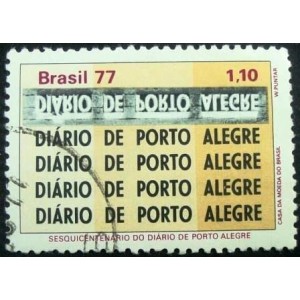 Brasil 77 1,10
DIÁRIO DE PORTO ALEGRE
DIÁRIO DE PORTO ALEGRE
DIÁRIO DE PORTO ALEGRE
DIÁRIO DE PORTO ALEGRE
DIÁRIO DE PORTO ALEGRE
SESQUICENTENÁRIO DO DIÁRIO DE PORTO ALEGRE
W. PUNTAR
CASA DA MOEDA DO BRASIL